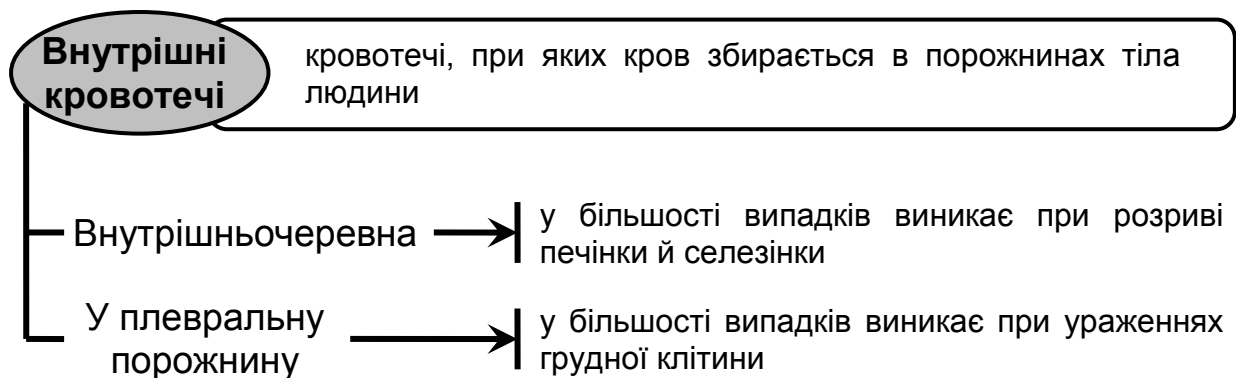 Внутрішні
кровотечі
кровотечі, при яких кров збирається в порожнинах тіла
людини
Внутрішньочеревна
у більшості випадків виникає при розриві
печінки й селезінки
У плевральну
порожнину
у більшості випадків виникає при ураженнях
грудної клітини